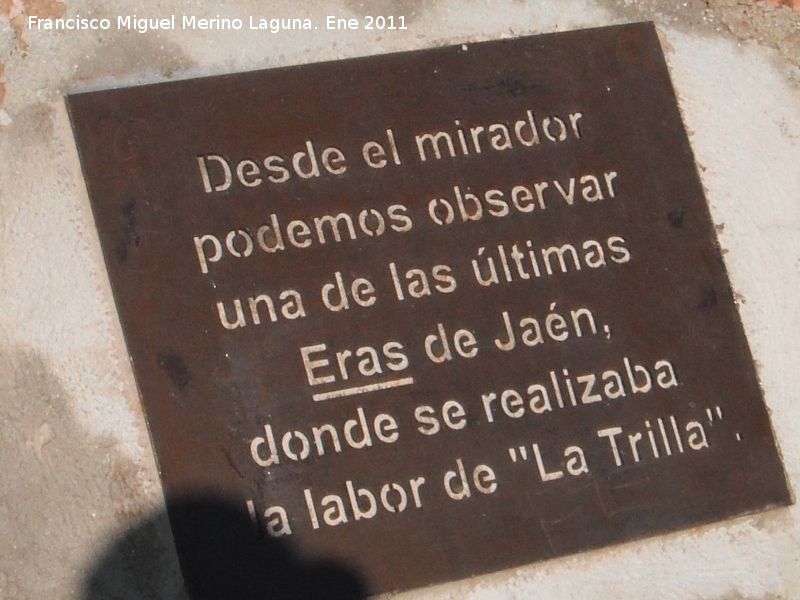 Francisco Miguel Merino Laguna. Ene 2011
Desde el mirador
podemos observar
una de las últimas
Eras de Jaén,
donde se realizaba
la labor de "La Trilla".